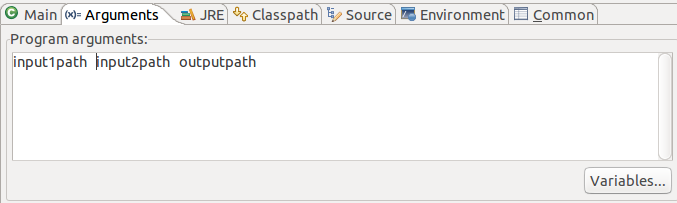 Main (x)= Arguments JRE Classpath Source Environment Common
Program arguments:
input1path input2path outputpath
Variables...